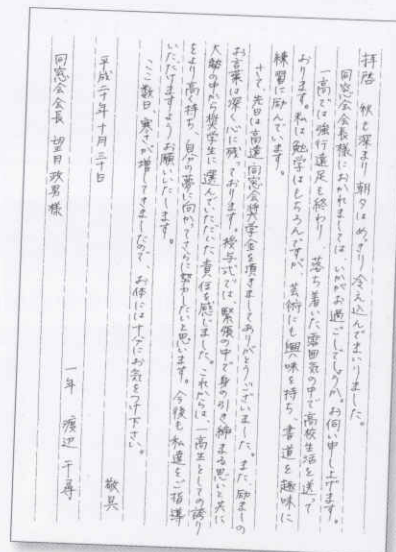 拝啓 秋も深まり朝夕はめっきり冷え込んでまいりました。
同窓会会長様におかれましては、いかがお過ごしでしょうか。お伺い申し上げます。
一高では強行遠足も終わり、落ち着いた雰囲気の中で高校生活を送って
おります。私は勉学はもちろんですが、芸術にも興味を持ち、書道を趣味に
練習に励んでいます。
さて、先日は高遠同窓会奨学金を頂きましてありがとうございました。また、励ましの
お言葉は深く心に残っております。授与式では、緊張の中で身の引き締まる思いと共に
大勢の中から奨学生に選んでいただいた責任を感じました。これからは一高生としての誇り
をより高く持ち、自分の夢に向かってさらに努力したいと思います。今後も私達をご指導
いただけますようお願いいたします。
ここ数日、寒さが増してきましたので、お体には十分にお気をつけ下さい。
敬具
平成二十年十月三十日
一年 渡辺 千尋
同窓会会長 望月政男様